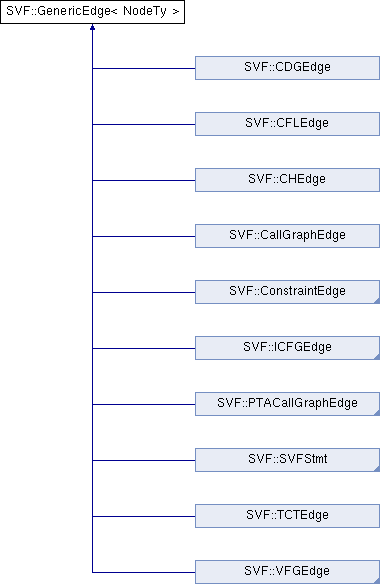 SVF::GenericEdge< NodeTy >
SVF::CDGEdge
SVF::CFLEdge
SVF::CHEdge
SVF::CallGraphEdge
SVF::ConstraintEdge
SVF::ICFGEdge
SVF::PTACallGraphEdge
SVF::SVFStmt
SVF::TCTEdge
SVF::VFGEdge